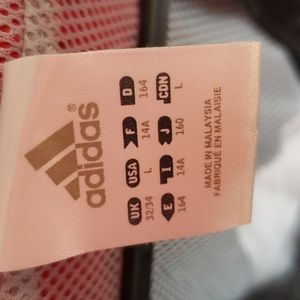 adidas®
UK USA F D
32/34 L 14A 164
E I J CDN
164 14A 160 L
MADE IN MALAYSIA
FABRIQUÉ EN MALAISIE